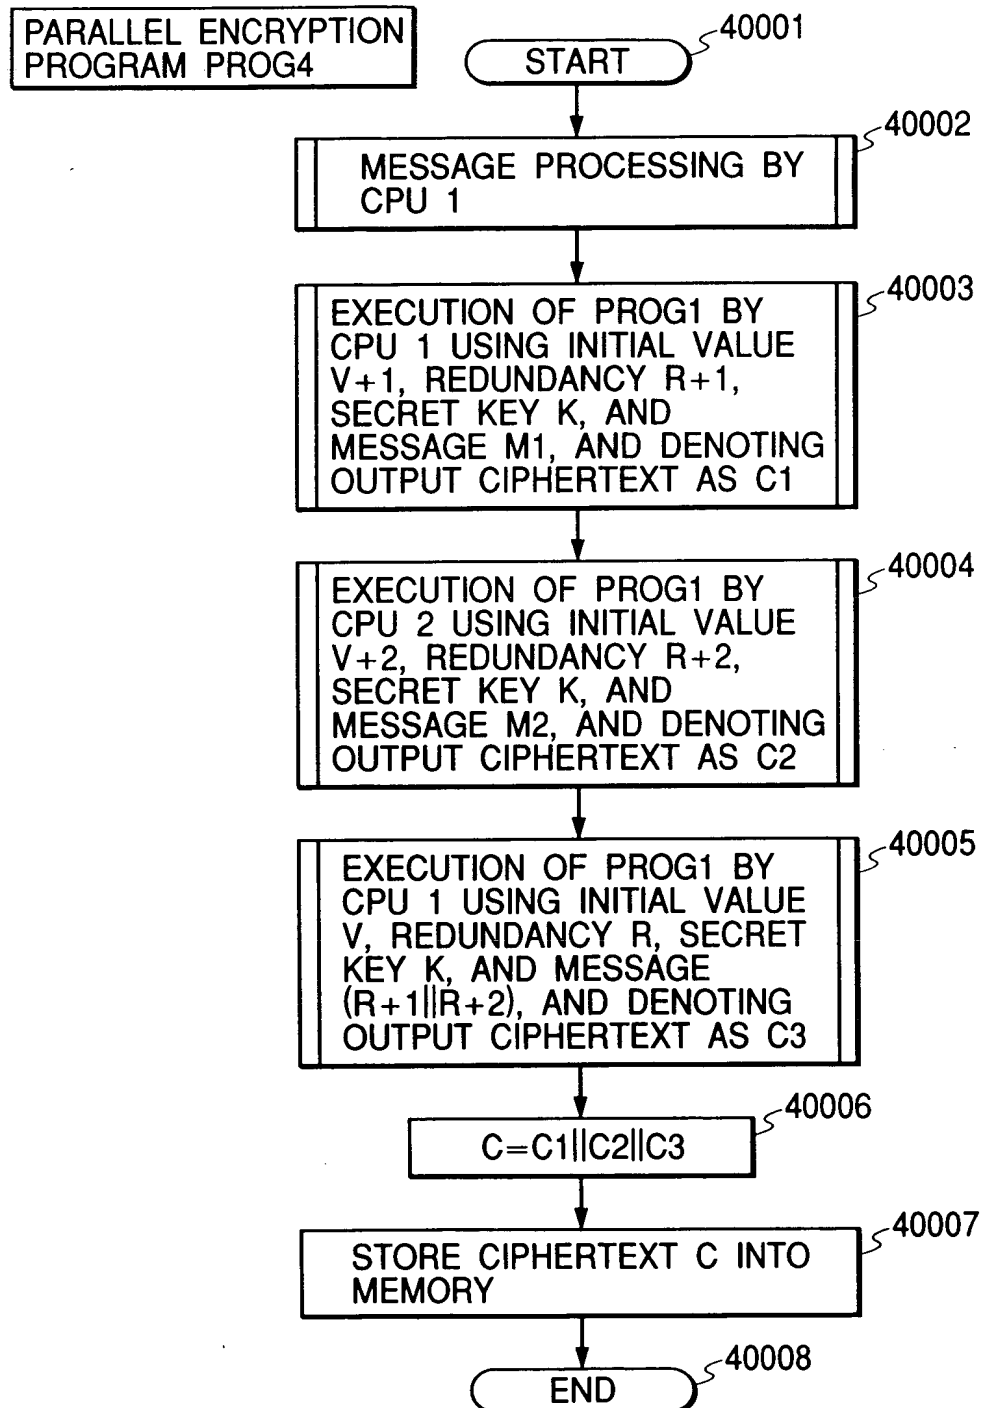 PARALLEL ENCRYPTION
PROGRAM PROG4
START
40001
MESSAGE PROCESSING BY
CPU 1
40002
EXECUTION OF PROG1 BY
CPU 1 USING INITIAL VALUE
V+1, REDUNDANCY R+1,
SECRET KEY K, AND
MESSAGE M1, AND DENOTING
OUTPUT CIPHERTEXT AS C1
40003
EXECUTION OF PROG1 BY
CPU 2 USING INITIAL VALUE
V+2, REDUNDANCY R+2,
SECRET KEY K, AND
MESSAGE M2, AND DENOTING
OUTPUT CIPHERTEXT AS C2
40004
EXECUTION OF PROG1 BY
CPU 1 USING INITIAL VALUE
V, REDUNDANCY R, SECRET
KEY K, AND MESSAGE
(R+1||R+2), AND DENOTING
OUTPUT CIPHERTEXT AS C3
40005
C=C1||C2||C3
40006
STORE CIPHERTEXT C INTO
MEMORY
40007
END
40008